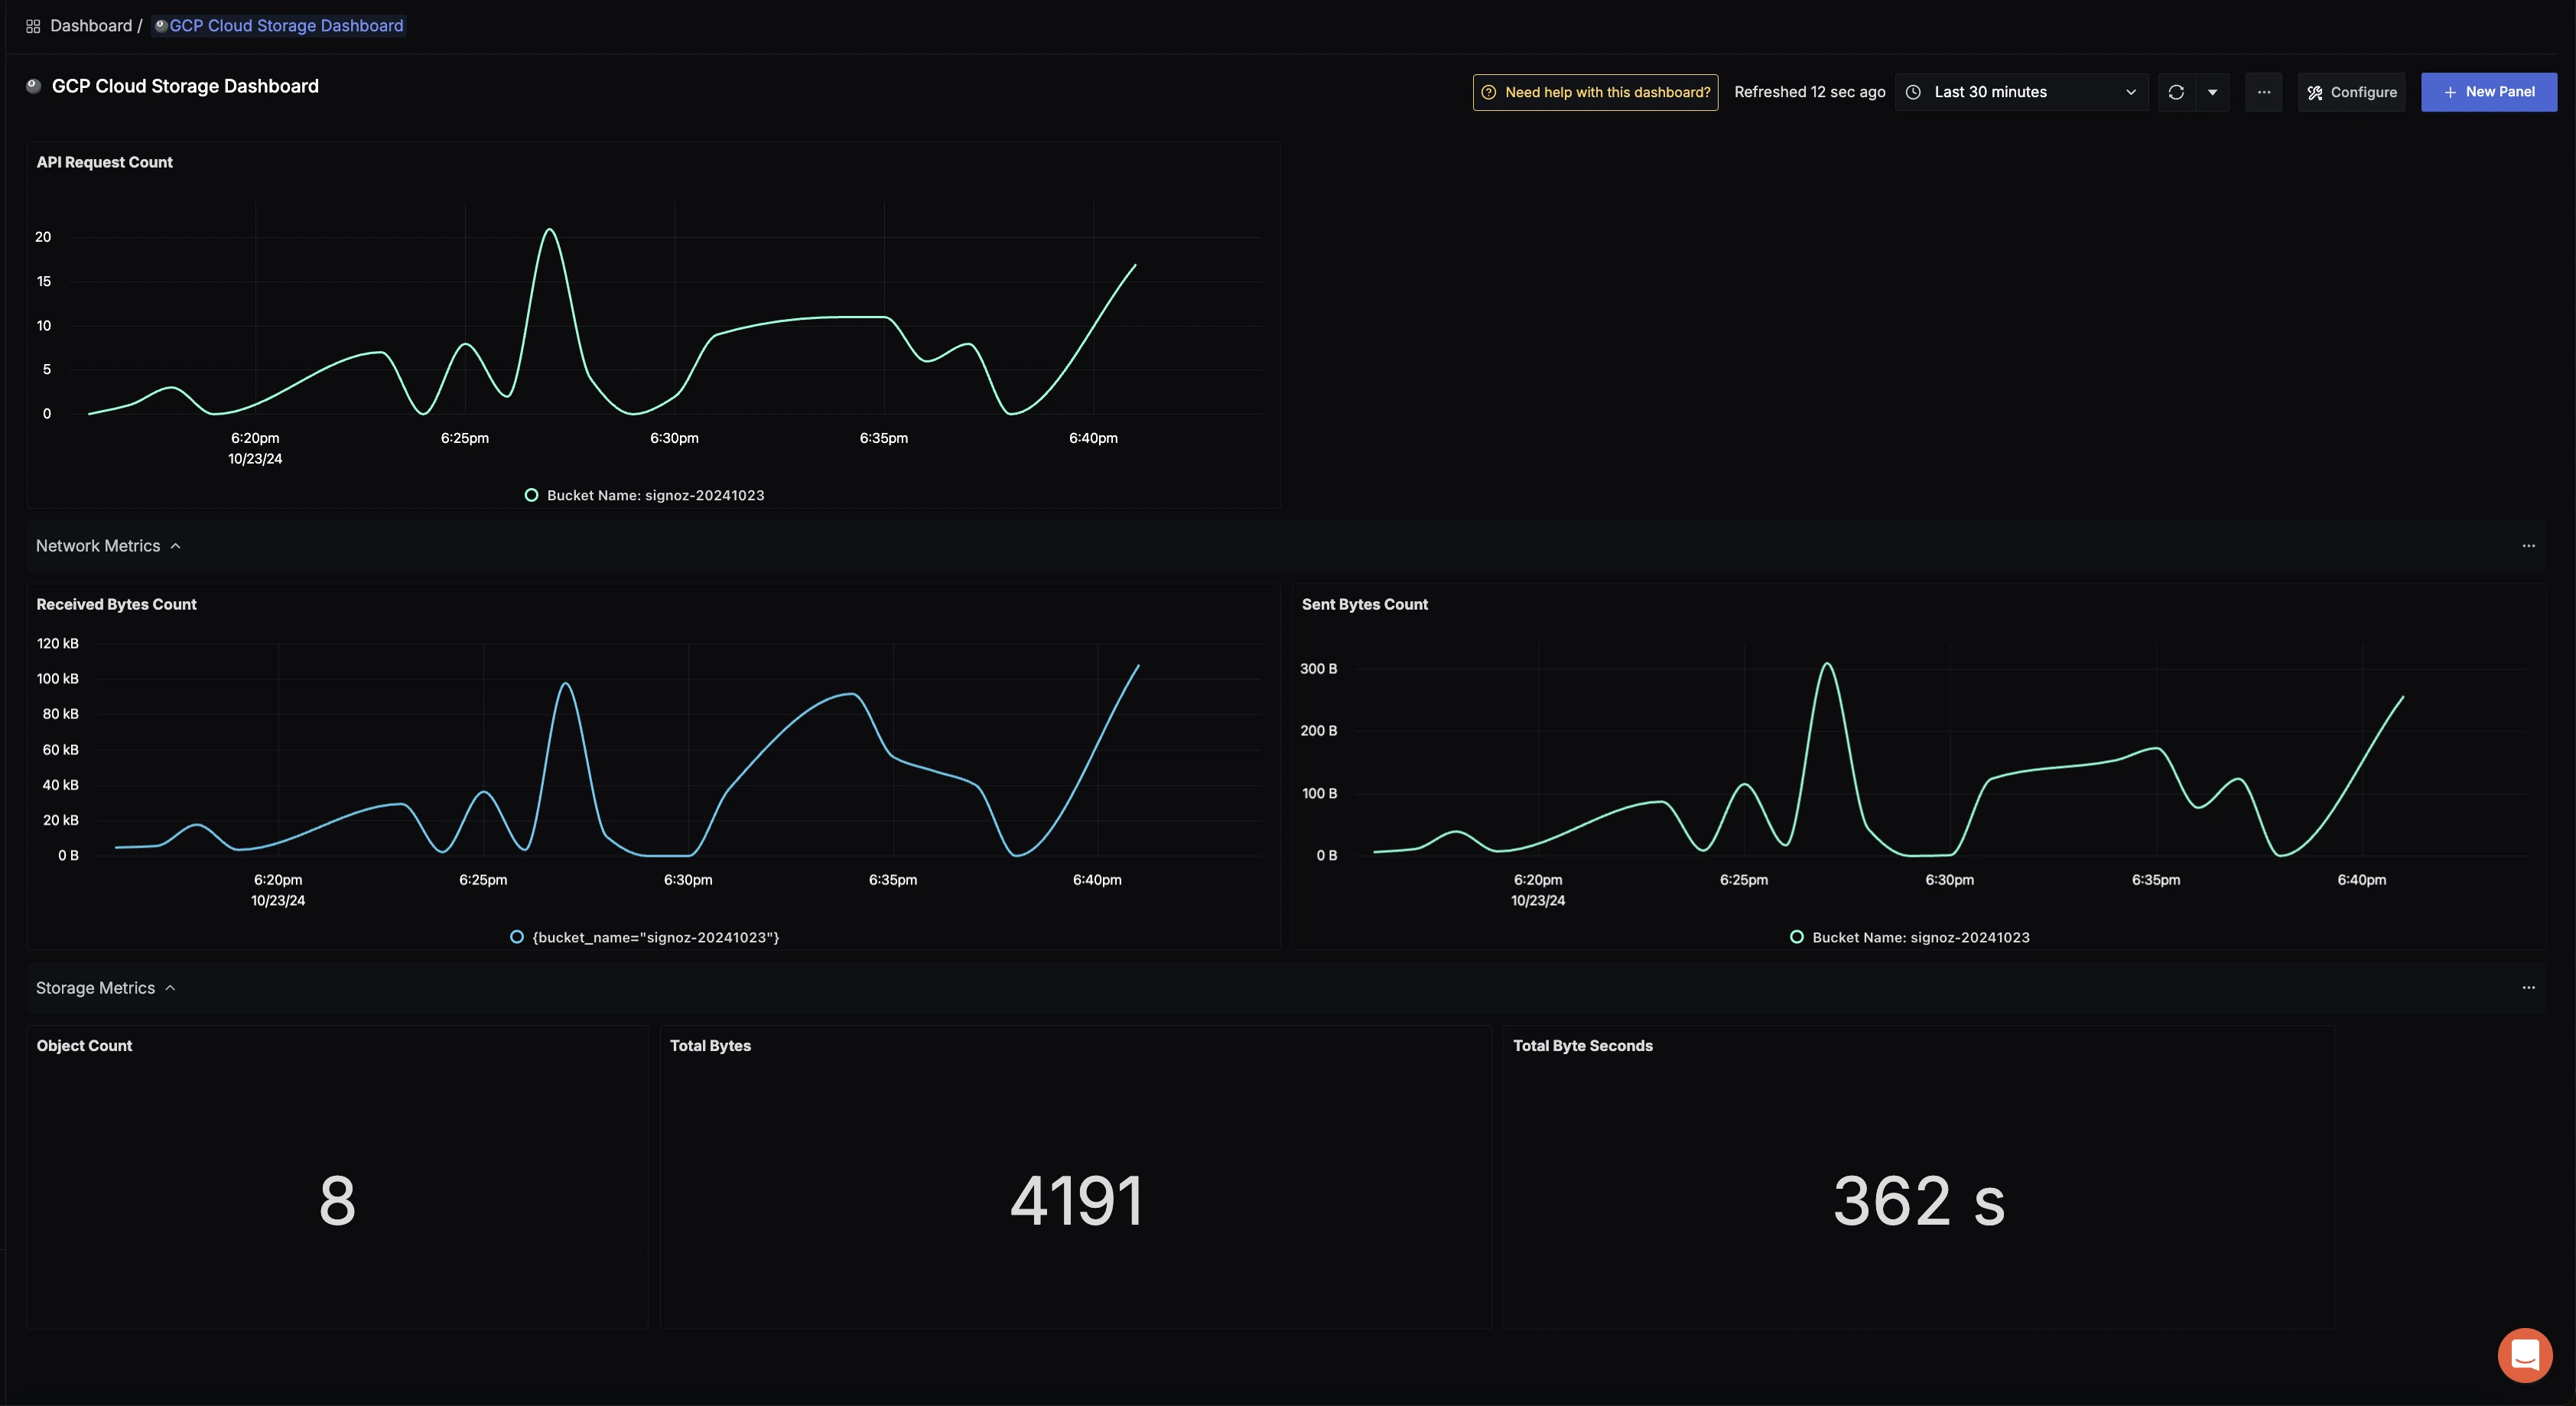 Dashboard / GCP Cloud Storage Dashboard
GCP Cloud Storage Dashboard
Need help with this dashboard?
Refreshed 12 sec ago
Last 30 minutes
Configure
New Panel
API Request Count
20
15
10
5
0
6:20pm 6:25pm 6:30pm 6:35pm 6:40pm
10/23/24
Bucket Name: signoz-20241023
Network Metrics
Received Bytes Count
120 kB
100 kB
80 kB
60 kB
40 kB
20 kB
0 B
6:20pm 6:25pm 6:30pm 6:35pm 6:40pm
10/23/24
{bucket_name="signoz-20241023"}
Sent Bytes Count
300 B
200 B
100 B
0 B
6:20pm 6:25pm 6:30pm 6:35pm 6:40pm
10/23/24
Bucket Name: signoz-20241023
Storage Metrics
Object Count
8
Total Bytes
4191
Total Byte Seconds
362 s